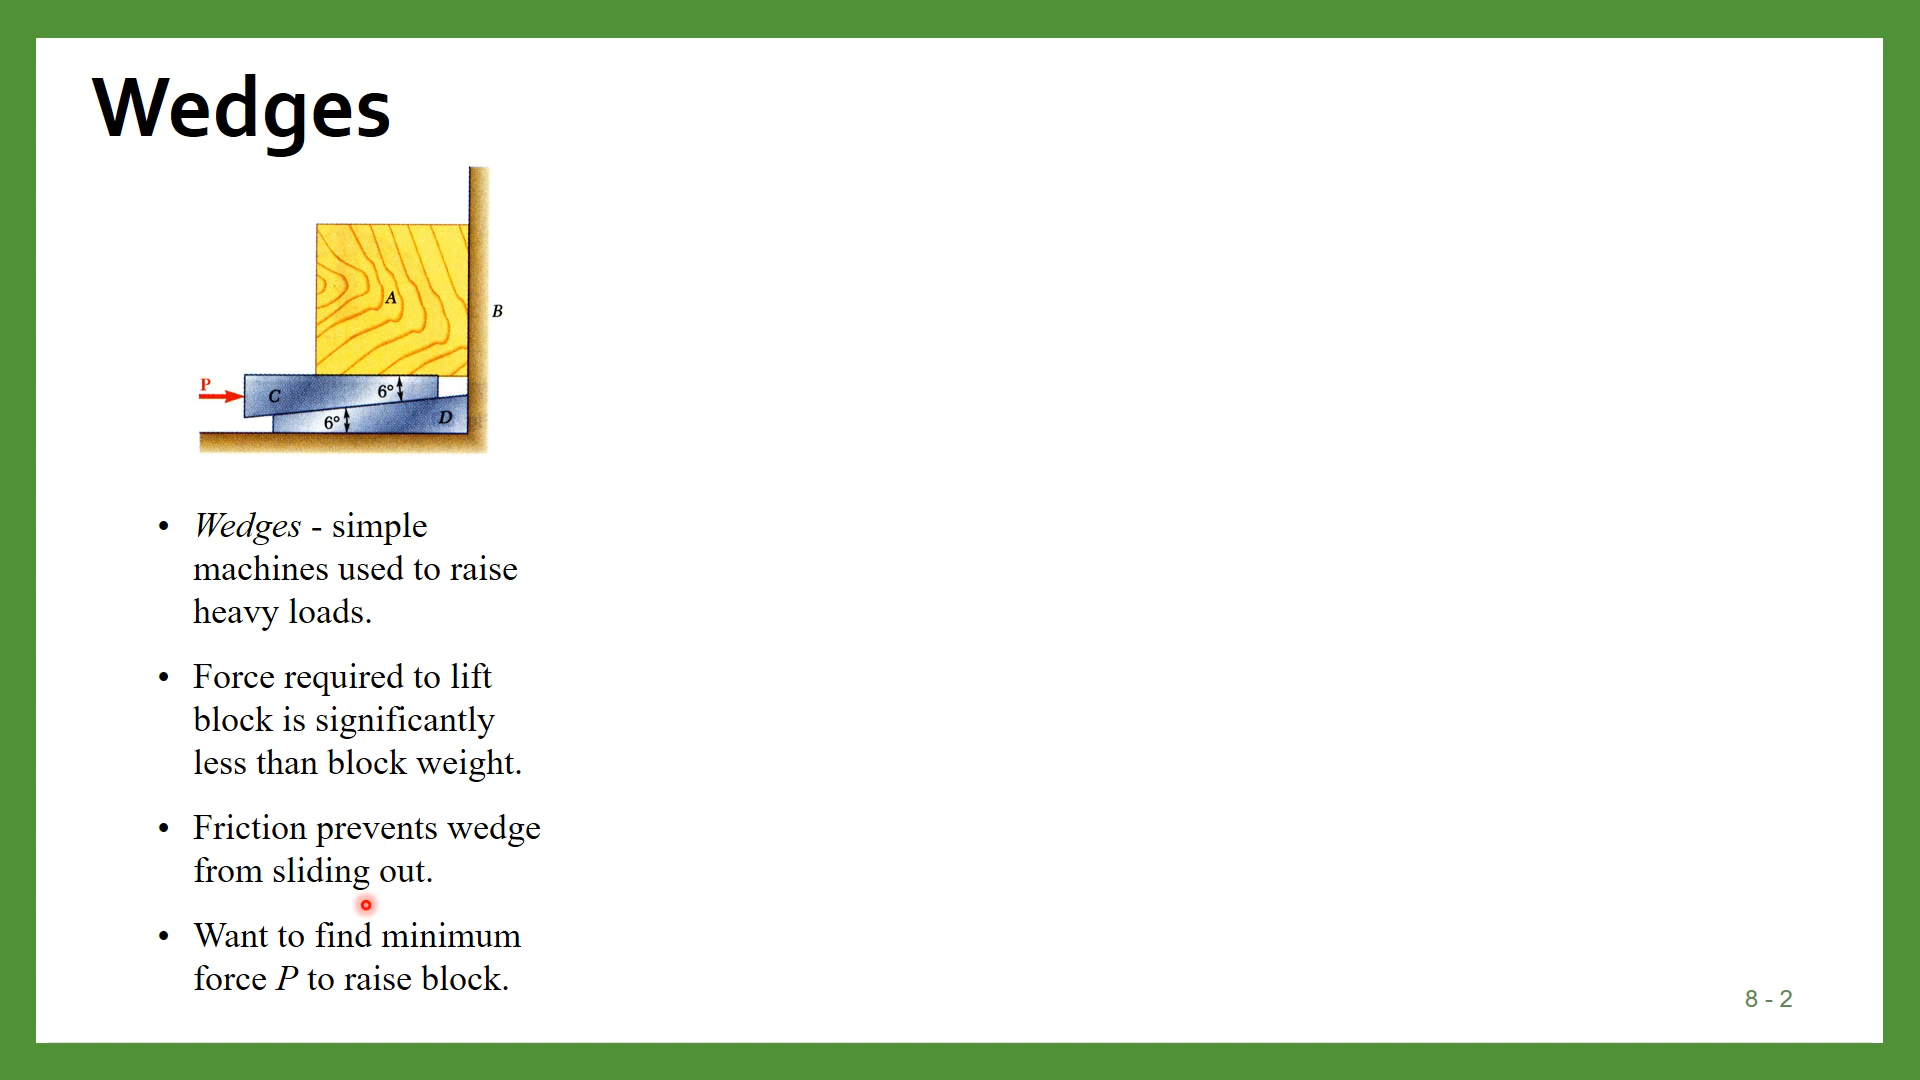 Wedges
A
B
P
C
6°
6°
D
• Wedges - simple
machines used to raise
heavy loads.
• Force required to lift
block is significantly
less than block weight.
• Friction prevents wedge
from sliding out.
• Want to find minimum
force P to raise block.
8 - 2